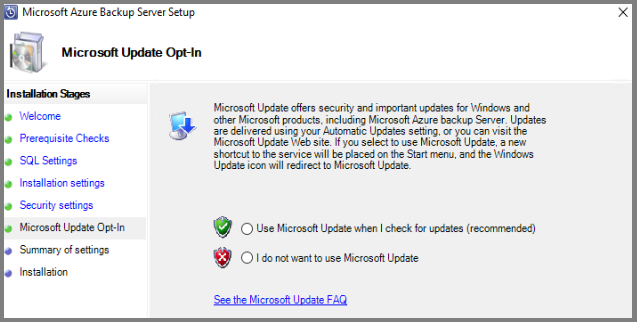 Microsoft Azure Backup Server Setup
Microsoft Update Opt-In
Installation Stages
Welcome
Prerequisite Checks
SQL Settings
Installation settings
Security settings
Microsoft Update Opt-In
Summary of settings
Installation
Microsoft Update offers security and important updates for Windows and
other Microsoft products, including Microsoft Azure backup Server. Updates
are delivered using your Automatic Updates setting, or you can visit the
Microsoft Update Web site. If you select to use Microsoft Update, a new
shortcut to the service will be placed on the Start menu, and the Windows
Update icon will redirect to Microsoft Update.
Use Microsoft Update when I check for updates (recommended)
I do not want to use Microsoft Update
See the Microsoft Update FAQ